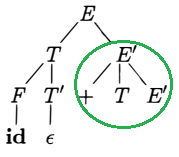 E
T E′
F T′ + T E′
id ϵ